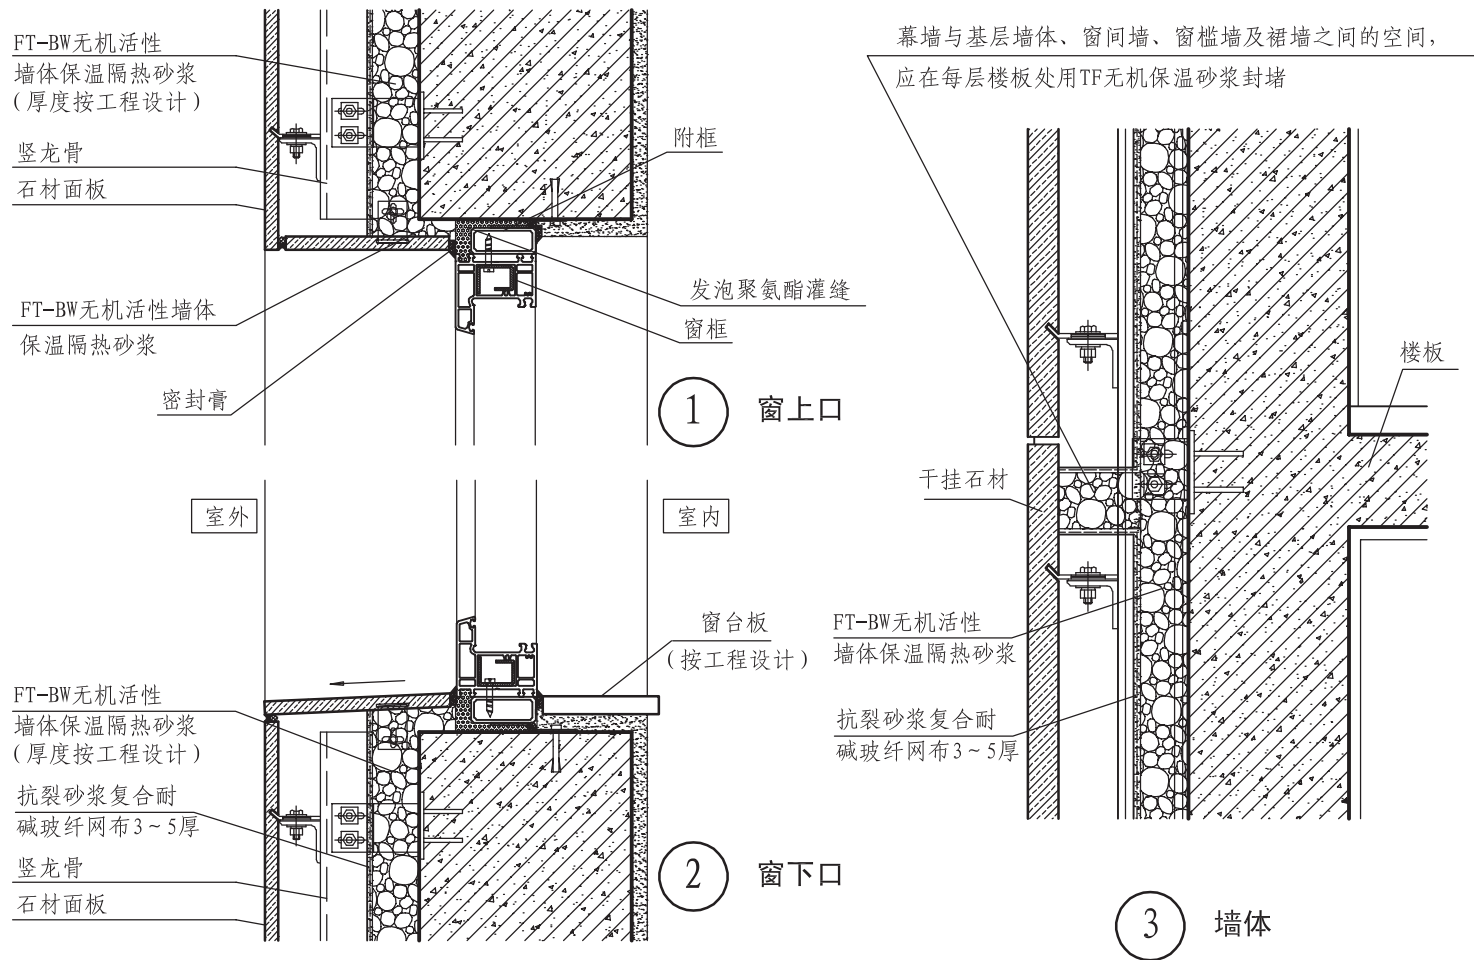 FT-BW无机活性
墙体保温隔热砂浆
(厚度按工程设计)
竖龙骨
石材面板
FT-BW无机活性墙体
保温隔热砂浆
密封膏
附框
发泡聚氨酯灌缝
窗框
1 窗上口
室外
室内
窗台板
(按工程设计)
FT-BW无机活性
墙体保温隔热砂浆
(厚度按工程设计)
抗裂砂浆复合耐
碱玻纤网布3~5厚
竖龙骨
石材面板
2 窗下口
幕墙与基层墙体、窗间墙、窗槛墙及裙墙之间的空间,
应在每层楼板处用TF无机保温砂浆封堵
楼板
干挂石材
FT-BW无机活性
墙体保温隔热砂浆
抗裂砂浆复合耐
碱玻纤网布3~5厚
3 墙体